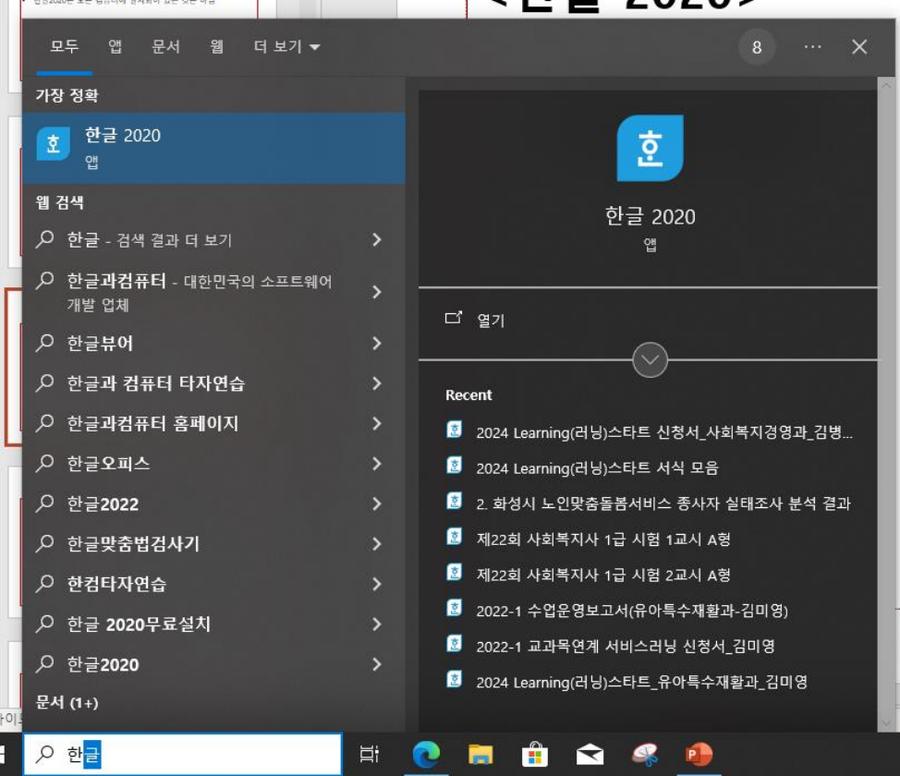 <한글 2020>
모두 앱 문서 웹 더 보기 8 ...
가장 정확
한글 2020
앱
웹 검색
한글 - 검색 결과 더 보기
한글과컴퓨터 - 대한민국의 소프트웨어
개발 업체
한글뷰어
한글과 컴퓨터 타자연습
한글과컴퓨터 홈페이지
한글오피스
한글2022
한글맞춤법검사기
한컴타자연습
한글 2020무료설치
한글2020
문서 (1+)
한글
한글 2020
앱
열기
Recent
2024 Learning(러닝)스타트 신청서_사회복지경영과_김병...
2024 Learning(러닝)스타트 서식 모음
2. 화성시 노인맞춤돌봄서비스 종사자 실태조사 분석 결과
제22회 사회복지사 1급 시험 1교시 A형
제22회 사회복지사 1급 시험 2교시 A형
2022-1 수업운영보고서(유아특수재활과-김미영)
2022-1 교과목연계 서비스러닝 신청서_김미영
2024 Learning(러닝)스타트_유아특수재활과_김미영